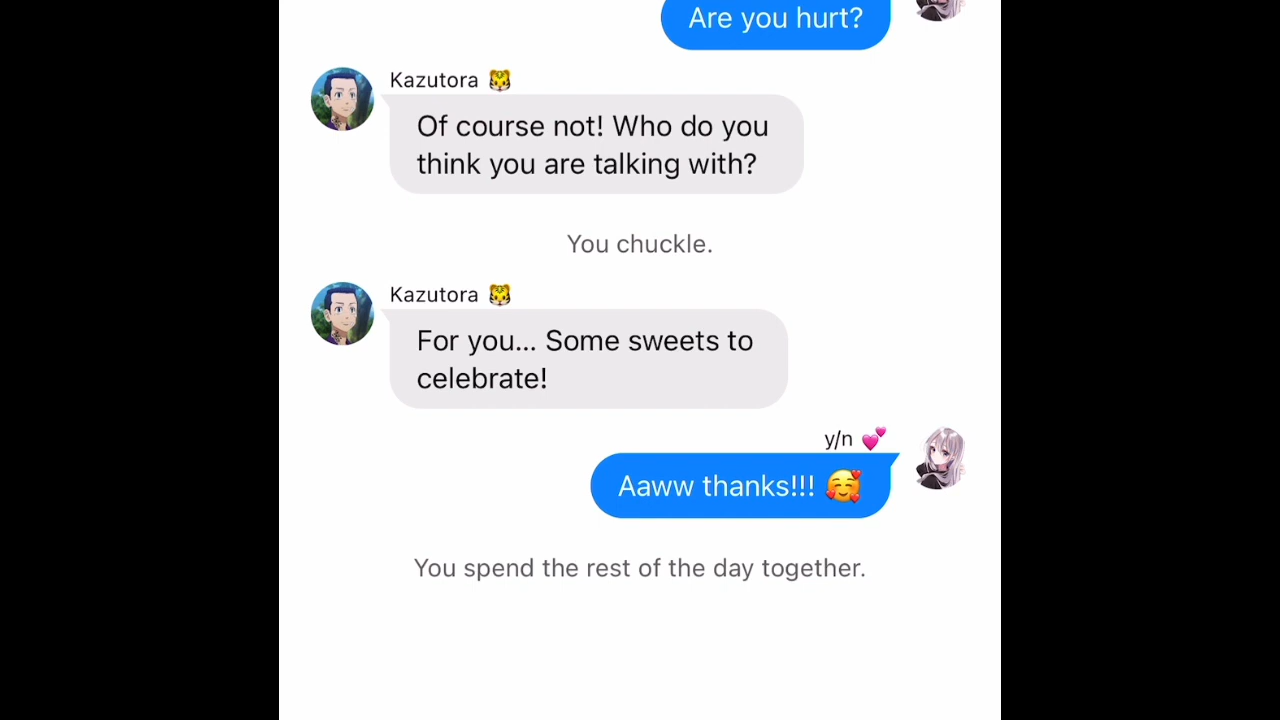 Are you hurt?
Kazutora 🐯
Of course not! Who do you
think you are talking with?
You chuckle.
Kazutora 🐯
For you... Some sweets to
celebrate!
y/n 💕
Aaww thanks!!! 🥰
You spend the rest of the day together.